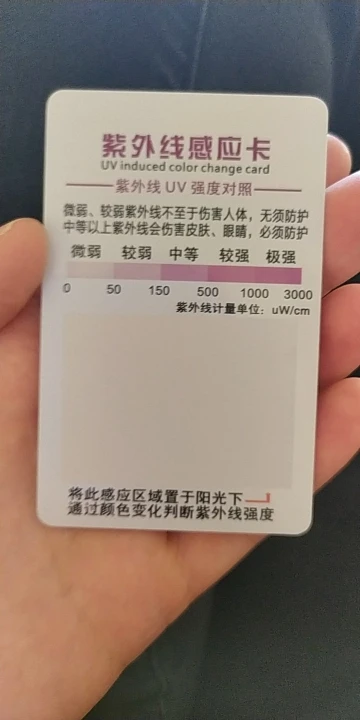 紫外线感应卡
UV induced color change card
紫外线 UV 强度对照
微弱、较弱紫外线不至于伤害人体，无须防护
中等以上紫外线会伤害皮肤、眼睛，必须防护
微弱 较弱 中等 较强 极强
0 50 150 500 1000 3000
紫外线计量单位：uW/cm
将此感应区域置于阳光下
通过颜色变化判断紫外线强度